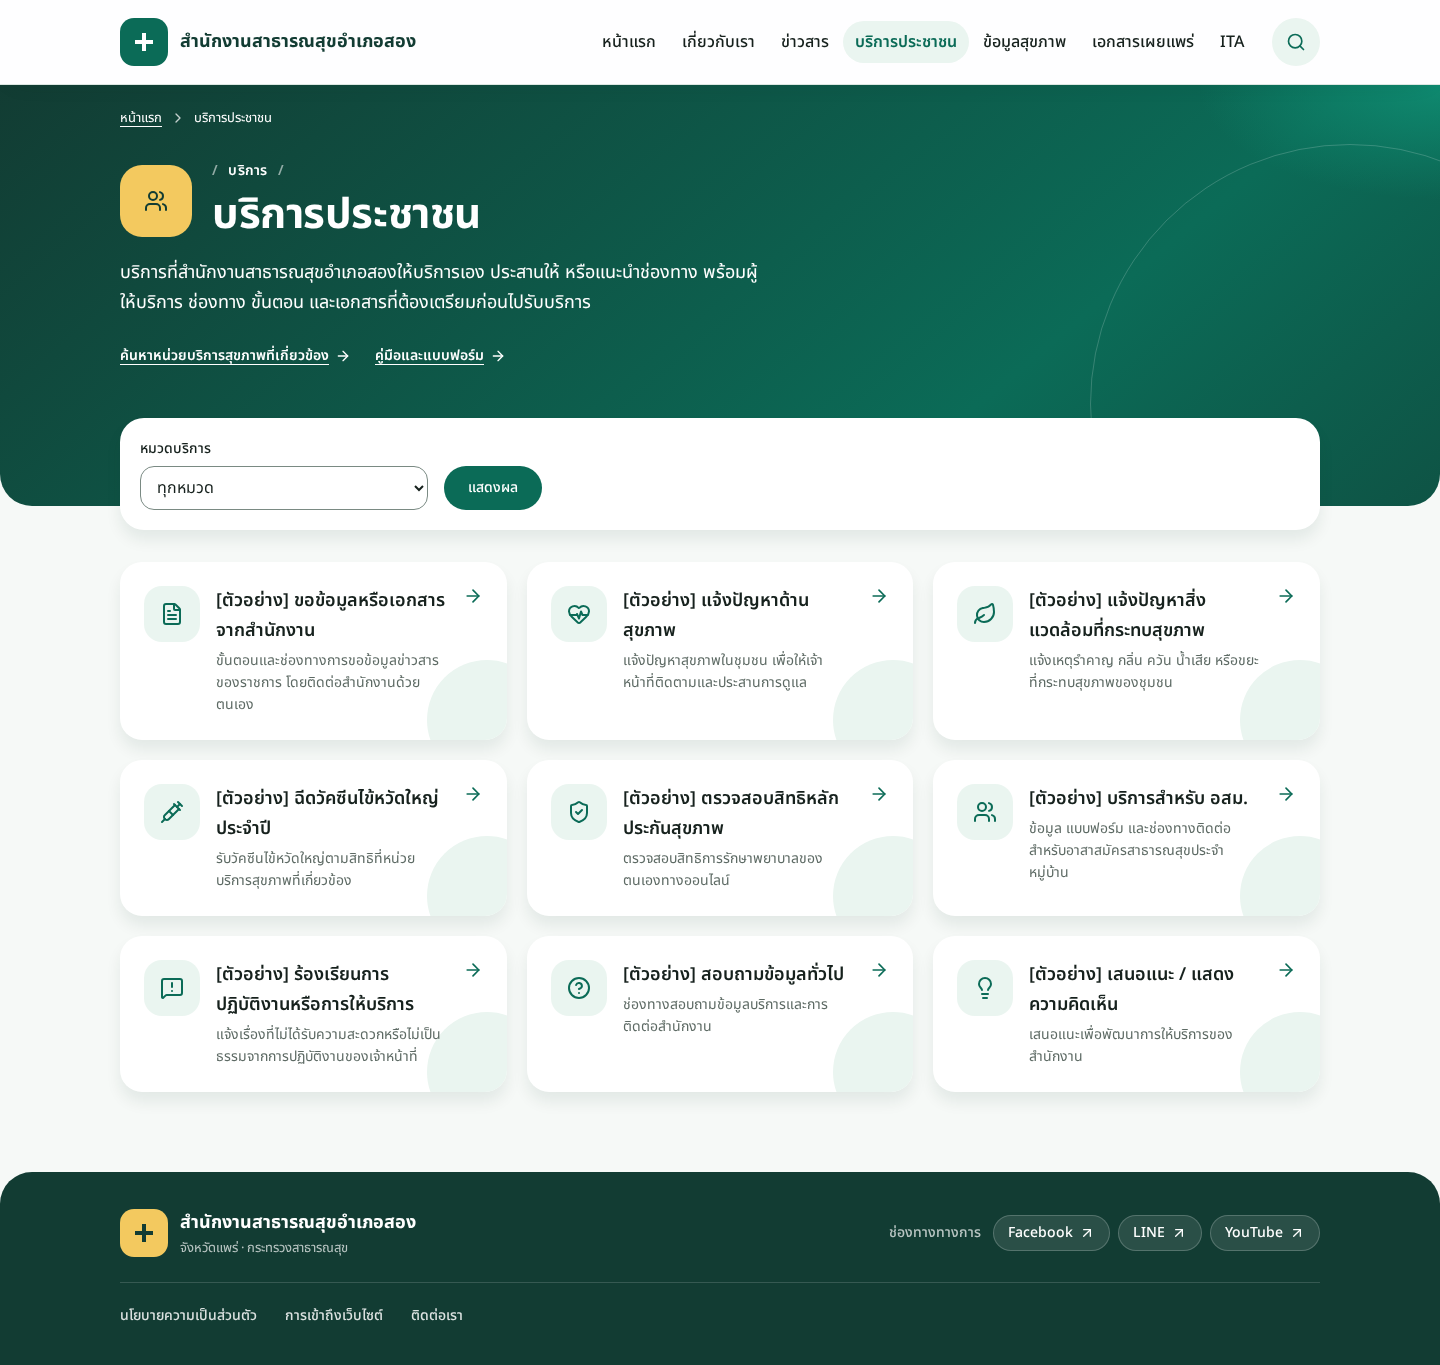 สำนักงานสาธารณสุขอำเภอสอง
หน้าแรก
เกี่ยวกับเรา
ข่าวสาร
บริการประชาชน
ข้อมูลสุขภาพ
เอกสารเผยแพร่
ITA
หน้าแรก
บริการประชาชน
/ บริการ /
บริการประชาชน
บริการที่สำนักงานสาธารณสุขอำเภอสองให้บริการเอง ประสานให้ หรือแนะนำช่องทาง พร้อมผู้
ให้บริการ ช่องทาง ขั้นตอน และเอกสารที่ต้องเตรียมก่อนไปรับบริการ
ค้นหาหน่วยบริการสุขภาพที่เกี่ยวข้อง
คู่มือและแบบฟอร์ม
หมวดบริการ
ทุกหมวด
แสดงผล
[ตัวอย่าง] ขอข้อมูลหรือเอกสาร
จากสำนักงาน
ขั้นตอนและช่องทางการขอข้อมูลข่าวสาร
ของราชการ โดยติดต่อสำนักงานด้วย
ตนเอง
[ตัวอย่าง] แจ้งปัญหาด้าน
สุขภาพ
แจ้งปัญหาสุขภาพในชุมชน เพื่อให้เจ้า
หน้าที่ติดตามและประสานการดูแล
[ตัวอย่าง] แจ้งปัญหาสิ่ง
แวดล้อมที่กระทบสุขภาพ
แจ้งเหตุรำคาญ กลิ่น ควัน น้ำเสีย หรือขยะ
ที่กระทบสุขภาพของชุมชน
[ตัวอย่าง] ฉีดวัคซีนไข้หวัดใหญ่
ประจำปี
รับวัคซีนไข้หวัดใหญ่ตามสิทธิที่หน่วย
บริการสุขภาพที่เกี่ยวข้อง
[ตัวอย่าง] ตรวจสอบสิทธิหลัก
ประกันสุขภาพ
ตรวจสอบสิทธิการรักษาพยาบาลของ
ตนเองทางออนไลน์
[ตัวอย่าง] บริการสำหรับ อสม.
ข้อมูล แบบฟอร์ม และช่องทางติดต่อ
สำหรับอาสาสมัครสาธารณสุขประจำ
หมู่บ้าน
[ตัวอย่าง] ร้องเรียนการ
ปฏิบัติงานหรือการให้บริการ
แจ้งเรื่องที่ไม่ได้รับความสะดวกหรือไม่เป็น
ธรรมจากการปฏิบัติงานของเจ้าหน้าที่
[ตัวอย่าง] สอบถามข้อมูลทั่วไป
ช่องทางสอบถามข้อมูลบริการและการ
ติดต่อสำนักงาน
[ตัวอย่าง] เสนอแนะ / แสดง
ความคิดเห็น
เสนอแนะเพื่อพัฒนาการให้บริการของ
สำนักงาน
สำนักงานสาธารณสุขอำเภอสอง
จังหวัดแพร่ · กระทรวงสาธารณสุข
ช่องทางทางการ
Facebook
LINE
YouTube
นโยบายความเป็นส่วนตัว
การเข้าถึงเว็บไซต์
ติดต่อเรา